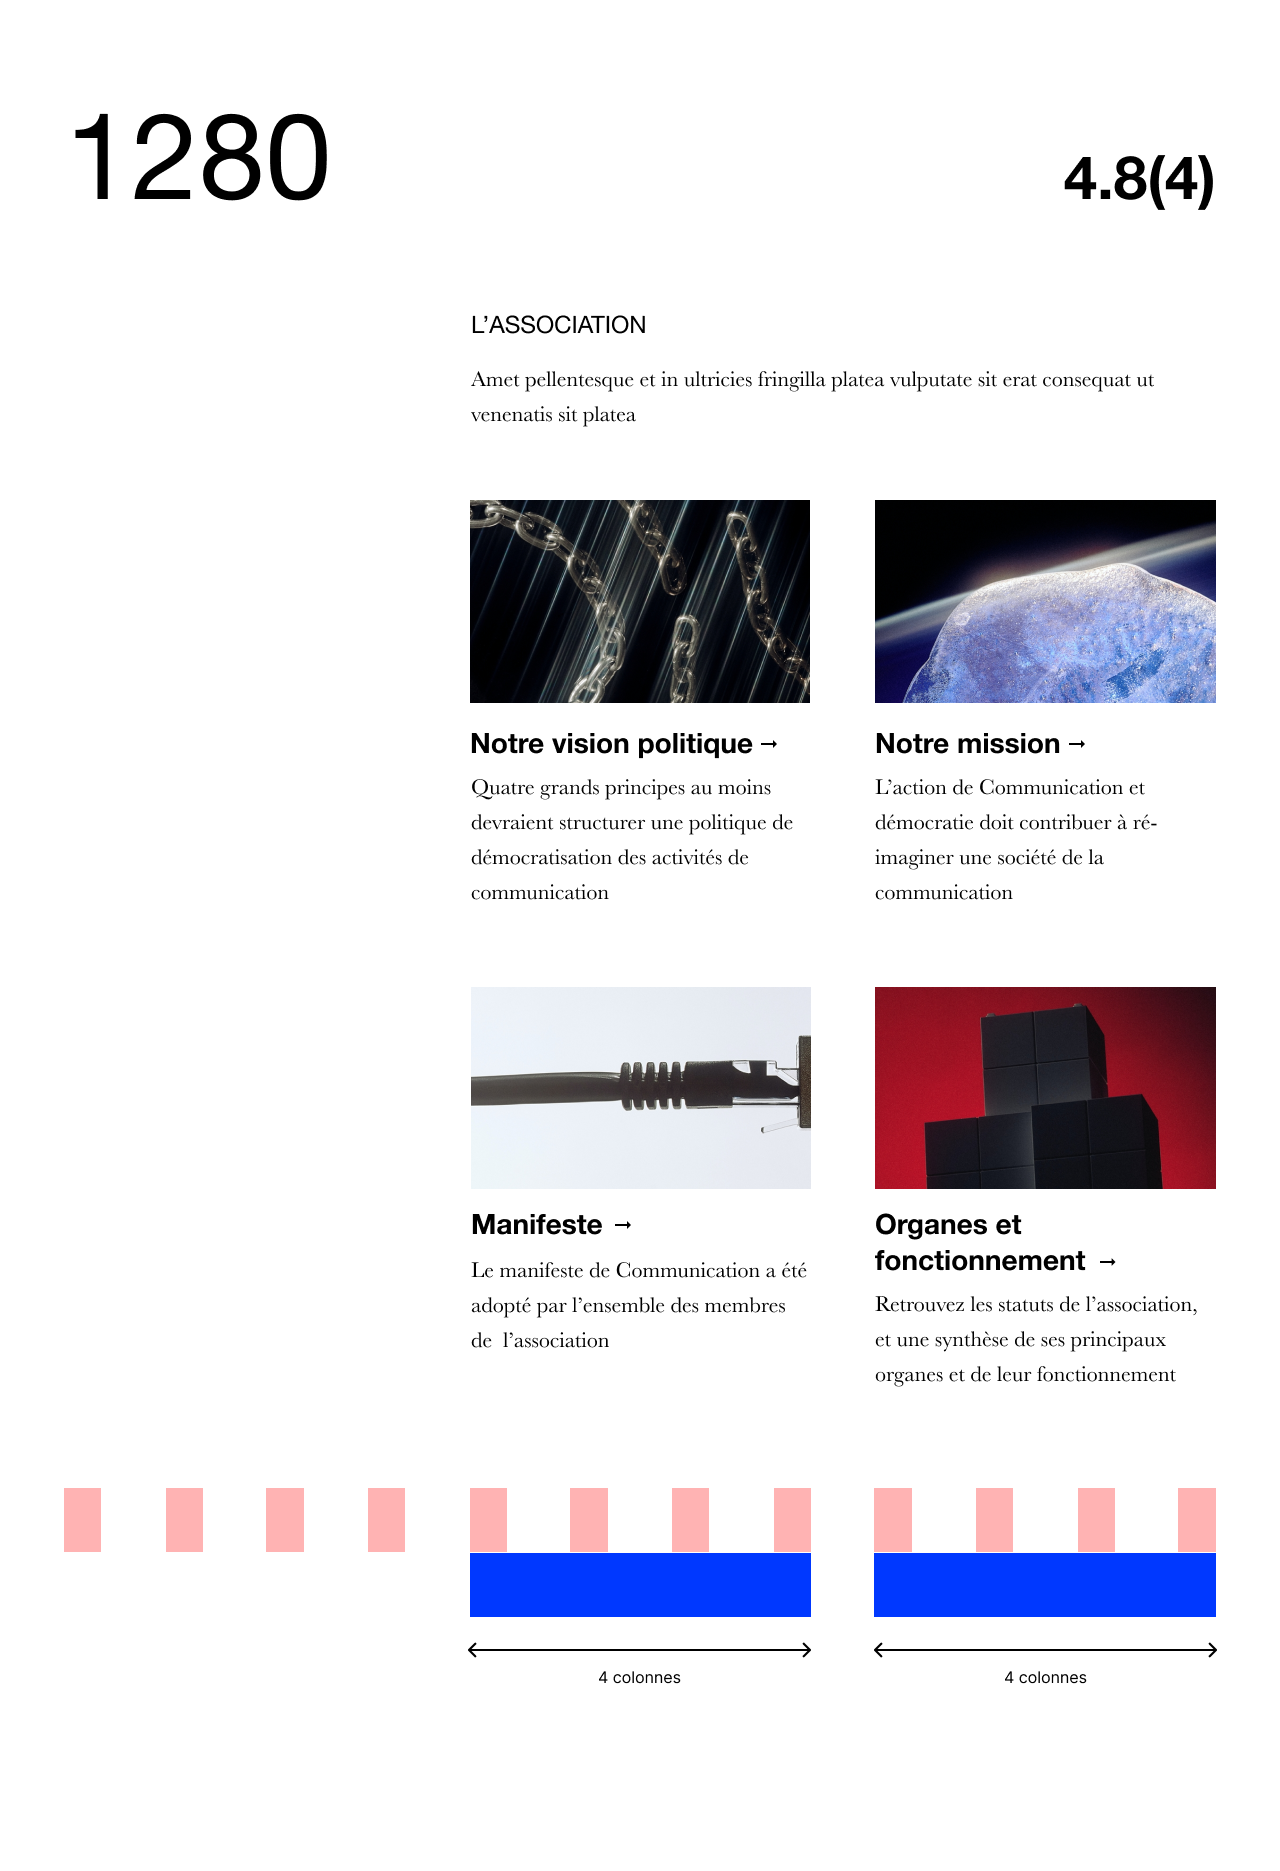 1280
4.8(4)
L’ASSOCIATION
Amet pellentesque et in ultricies fringilla platea vulputate sit erat consequat ut
venenatis sit platea
Notre vision politique →
Quatre grands principes au moins
devraient structurer une politique de
démocratisation des activités de
communication
Notre mission →
L’action de Communication et
démocratie doit contribuer à ré-
imaginer une société de la
communication
Manifeste →
Le manifeste de Communication a été
adopté par l’ensemble des membres
de  l’association
Organes et
fonctionnement →
Retrouvez les statuts de l’association,
et une synthèse de ses principaux
organes et de leur fonctionnement
4 colonnes
4 colonnes